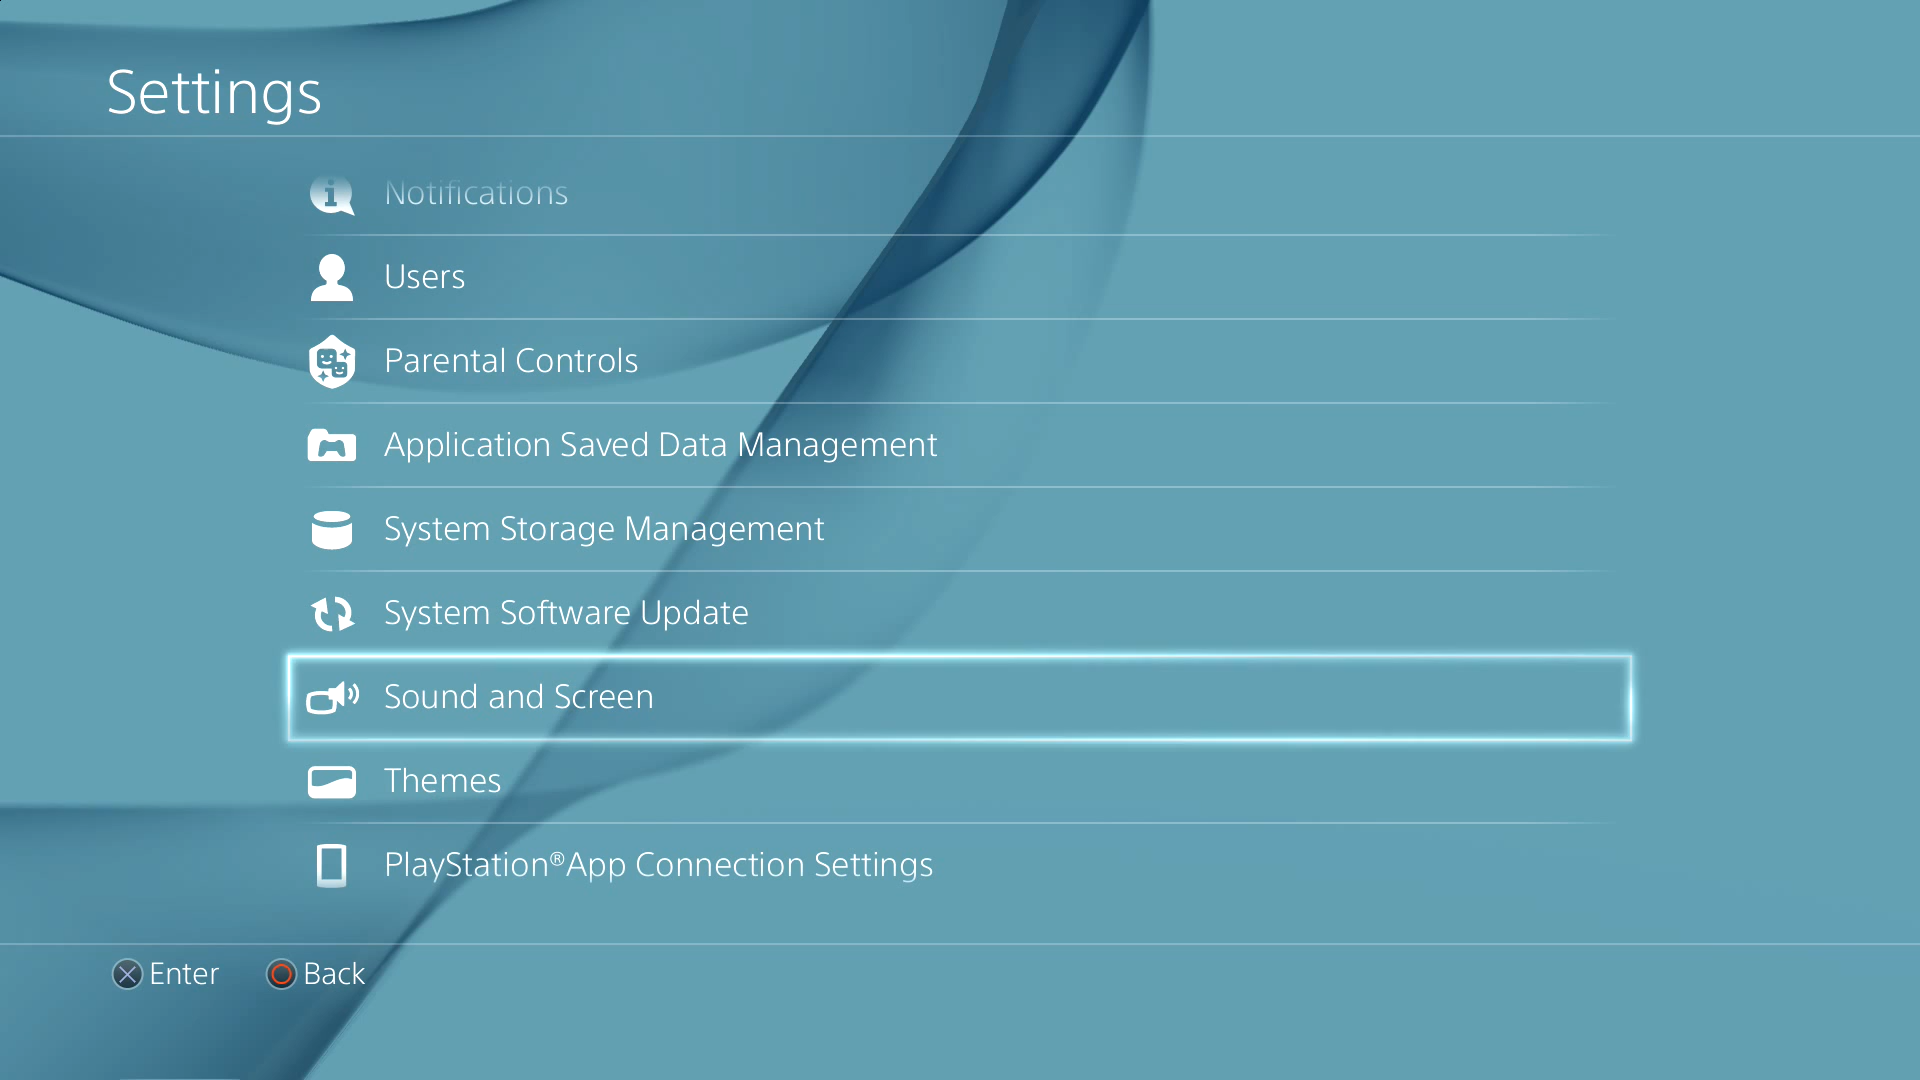 Settings
Notifications
Users
Parental Controls
Application Saved Data Management
System Storage Management
System Software Update
Sound and Screen
Themes
PlayStation®App Connection Settings
Enter Back